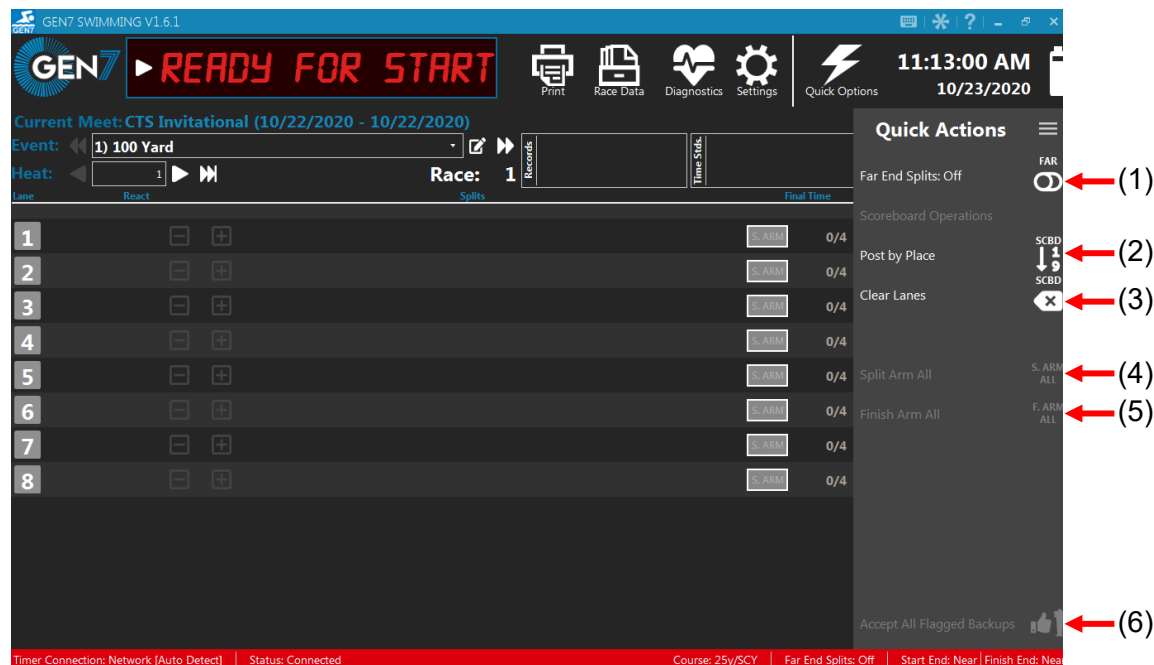 GEN7 SWIMMING V1.6.1
GEN7
READY FOR START
Print
Race Data
Diagnostics
Settings
Quick Options
11:13:00 AM
10/23/2020
Current Meet: CTS Invitational (10/22/2020 - 10/22/2020)
Event: 1) 100 Yard
Heat: 1
Race: 1
Records
Time Stds.
Lane React Splits Final Time
1 S. ARM 0/4
2 S. ARM 0/4
3 S. ARM 0/4
4 S. ARM 0/4
5 S. ARM 0/4
6 S. ARM 0/4
7 S. ARM 0/4
8 S. ARM 0/4
Quick Actions
Far End Splits: Off FAR (1)
Scoreboard Operations
Post by Place SCBD 1 9 (2)
Clear Lanes SCBD (3)
Split Arm All S. ARM ALL (4)
Finish Arm All F. ARM ALL (5)
Accept All Flagged Backups (6)
Timer Connection: Network [Auto Detect] Status: Connected Course: 25y/SCY Far End Splits: Off Start End: Near Finish End: Near